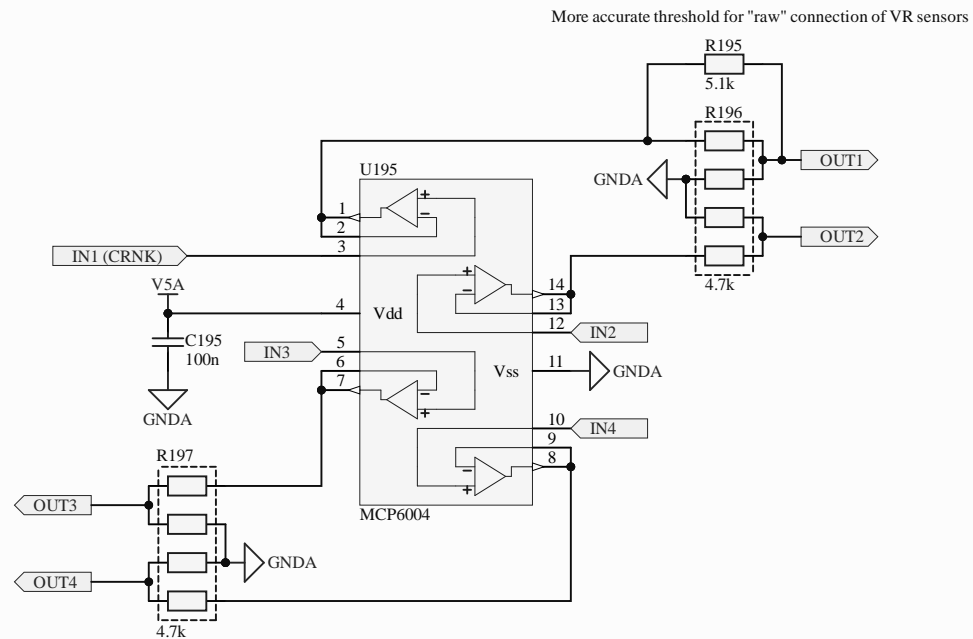 More accurate threshold for "raw" connection of VR sensors
R195
5.1k
R196
OUT1
GNDA
OUT2
4.7k
U195
+
−
1
2
3
IN1 (CRNK)
+
−
14
13
12
IN2
V5A
4
Vdd
C195
100n
GNDA
IN3
5
6
7
−
+
Vss
11
GNDA
10
IN4
9
8
−
+
MCP6004
R197
OUT3
GNDA
OUT4
4.7k